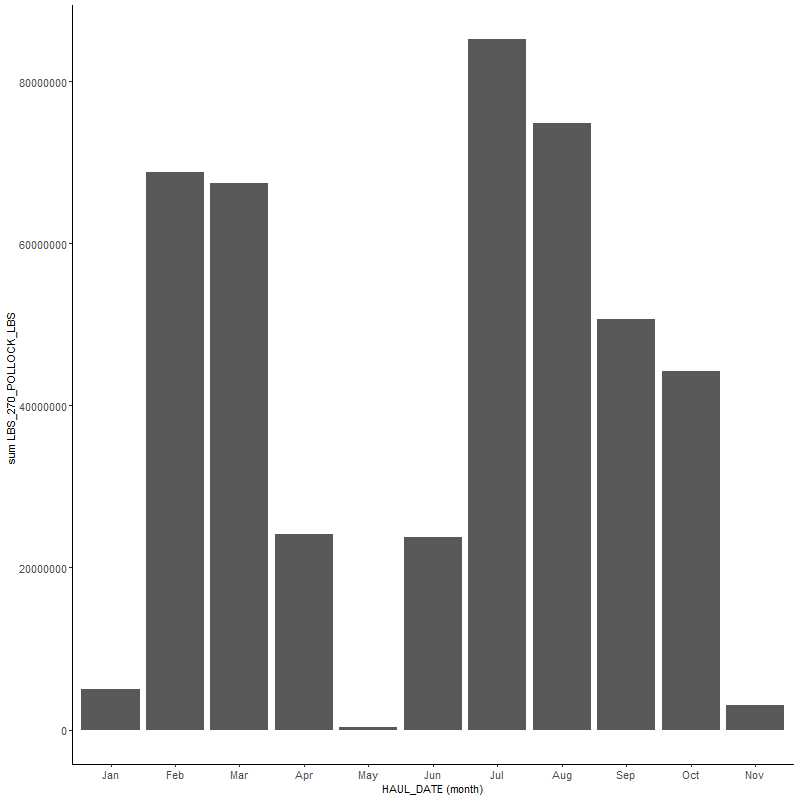 sum LBS_270_POLLOCK_LBS
80000000
60000000
40000000
20000000
0
Jan Feb Mar Apr May Jun Jul Aug Sep Oct Nov
HAUL_DATE (month)